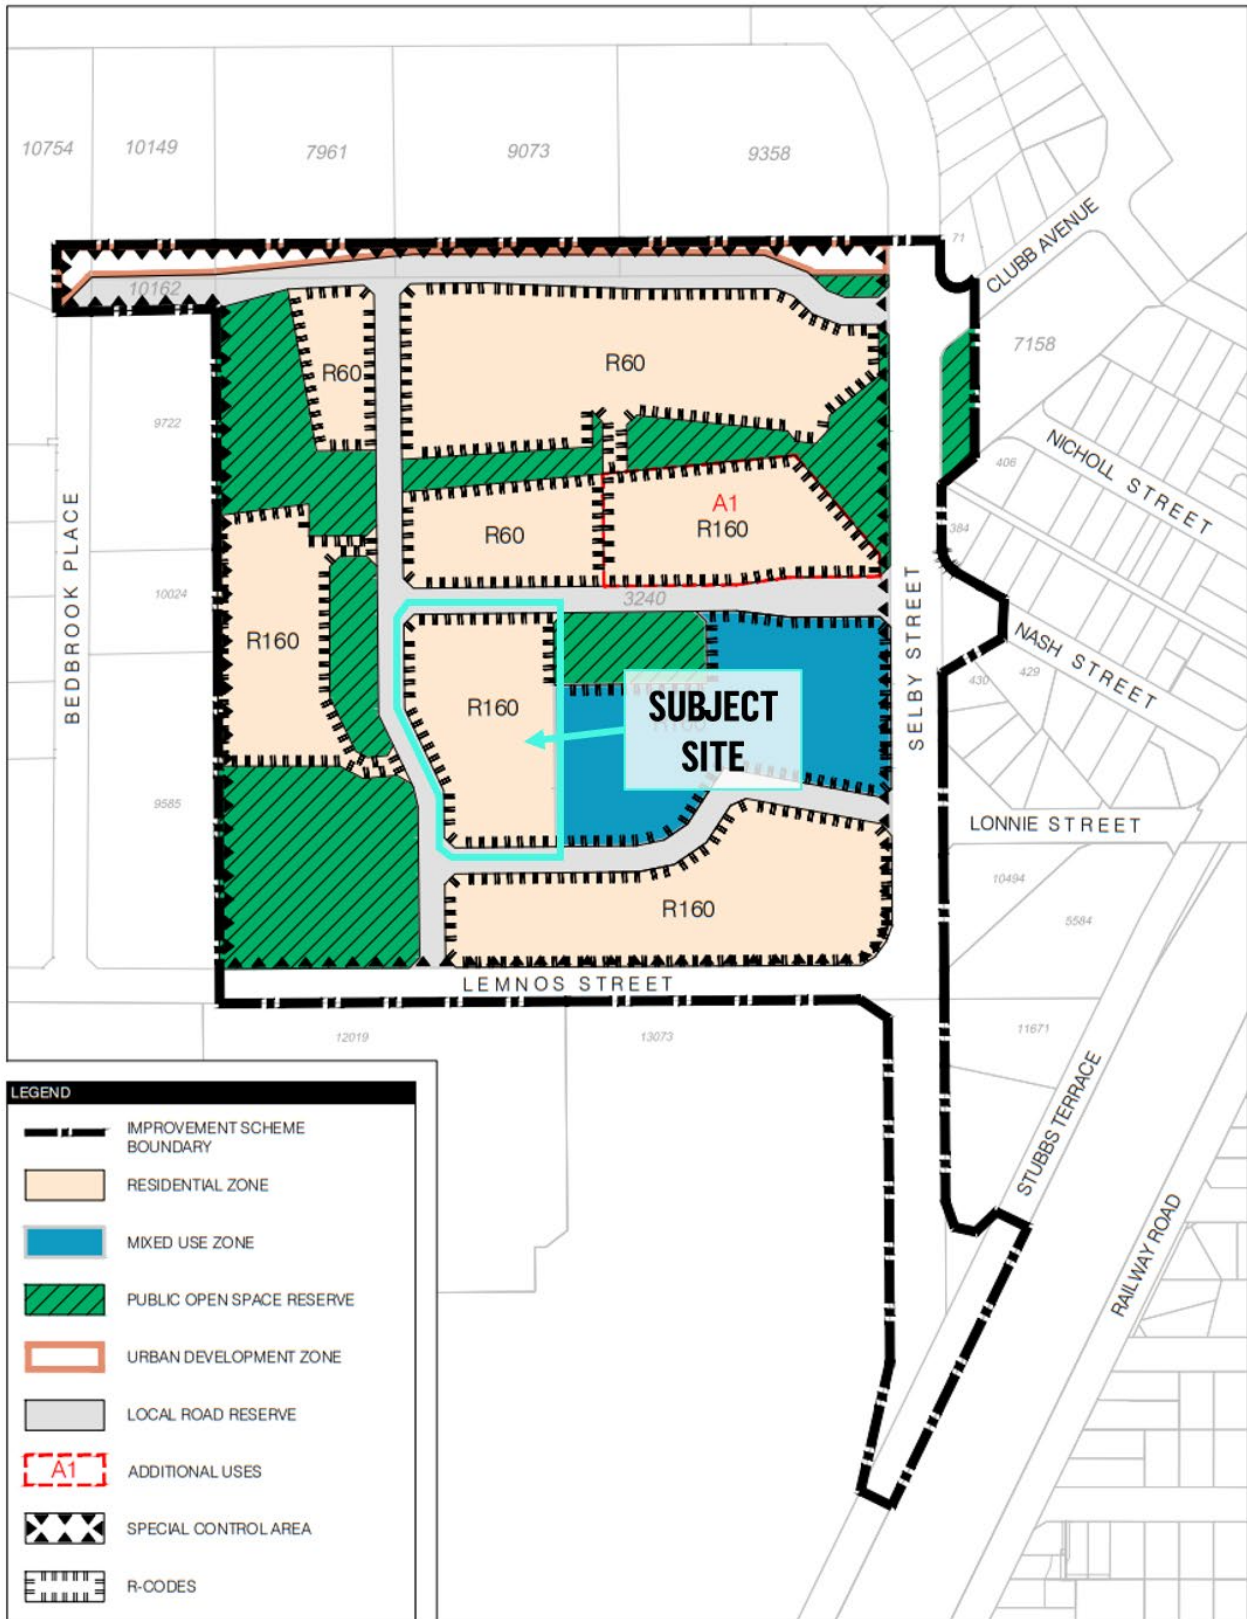 10754
10149
7961
9073
9358
71
CLUBB AVENUE
10162
7158
R60
R60
9722
NICHOLL STREET
406
A1
R160
R60
384
BEDBROOK PLACE
10024
3240
SELBY STREET
NASH STREET
R160
429
430
R160
SUBJECT
SITE
9585
LONNIE STREET
10494
R160
5584
LEMNOS STREET
12019
13073
11671
STUBBS TERRACE
RAILWAY ROAD
LEGEND
IMPROVEMENT SCHEME
BOUNDARY
RESIDENTIAL ZONE
MIXED USE ZONE
PUBLIC OPEN SPACE RESERVE
URBAN DEVELOPMENT ZONE
LOCAL ROAD RESERVE
A1 ADDITIONAL USES
SPECIAL CONTROL AREA
R-CODES